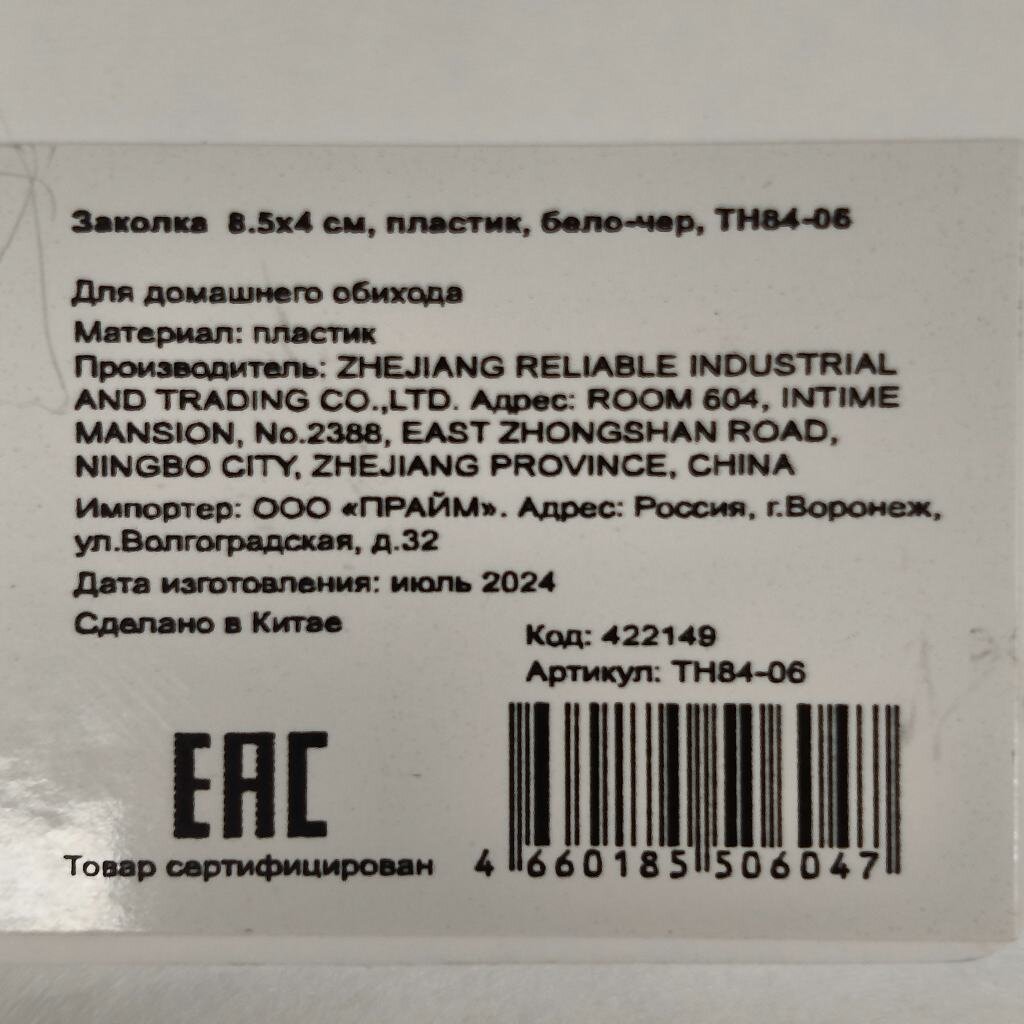 Заколка 8.5x4 см, пластик, бело-чер, TH84-06
Для домашнего обихода
Материал: пластик
Производитель: ZHEJIANG RELIABLE INDUSTRIAL
AND TRADING CO.,LTD. Адрес: ROOM 604, INTIME
MANSION, No.2388, EAST ZHONGSHAN ROAD,
NINGBO CITY, ZHEJIANG PROVINCE, CHINA
Импортер: ООО «ПРАЙМ». Адрес: Россия, г.Воронеж,
ул.Волгоградская, д.32
Дата изготовления: июль 2024
Сделано в Китае
Код: 422149
Артикул: TH84-06
EAC
Товар сертифицирован
4 660185 506047